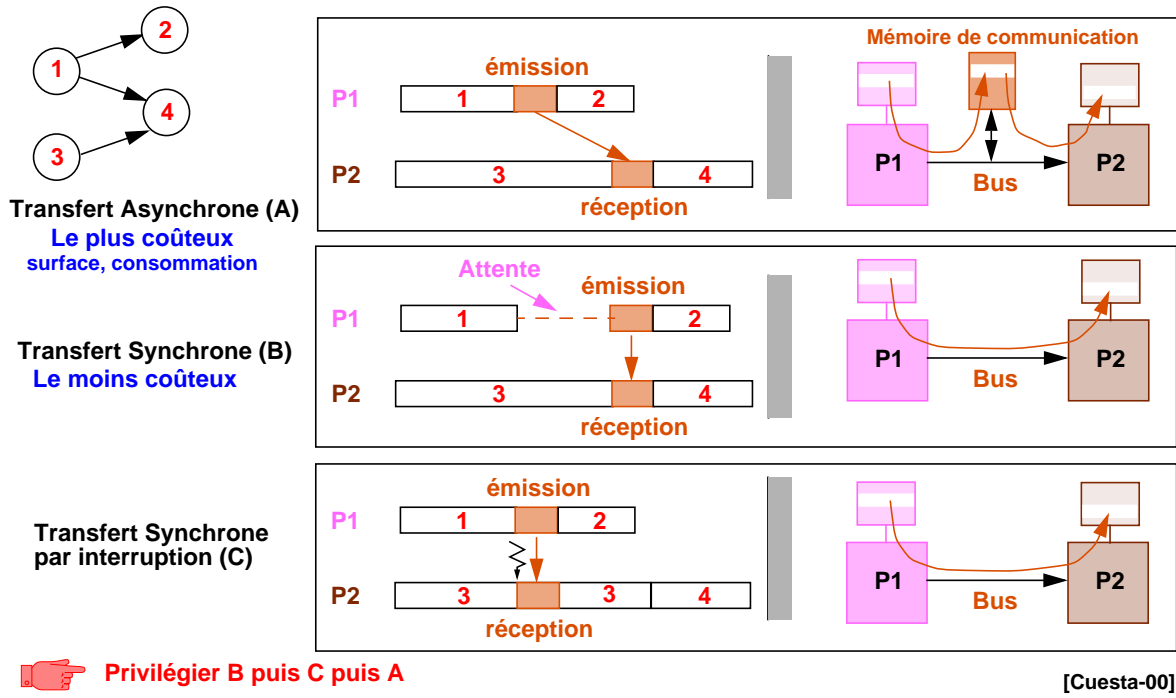 2
1
4
3
Transfert Asynchrone (A)
Le plus coûteux
surface, consommation
émission
P1
1
2
P2
3
4
réception
Mémoire de communication
P1
P2
Bus
Transfert Synchrone (B)
Le moins coûteux
Attente
émission
P1
1
2
P2
3
4
réception
P1
P2
Bus
Transfert Synchrone
par interruption (C)
émission
P1
1
2
P2
3
3
4
réception
P1
P2
Bus
Privilégier B puis C puis A
[Cuesta-00]